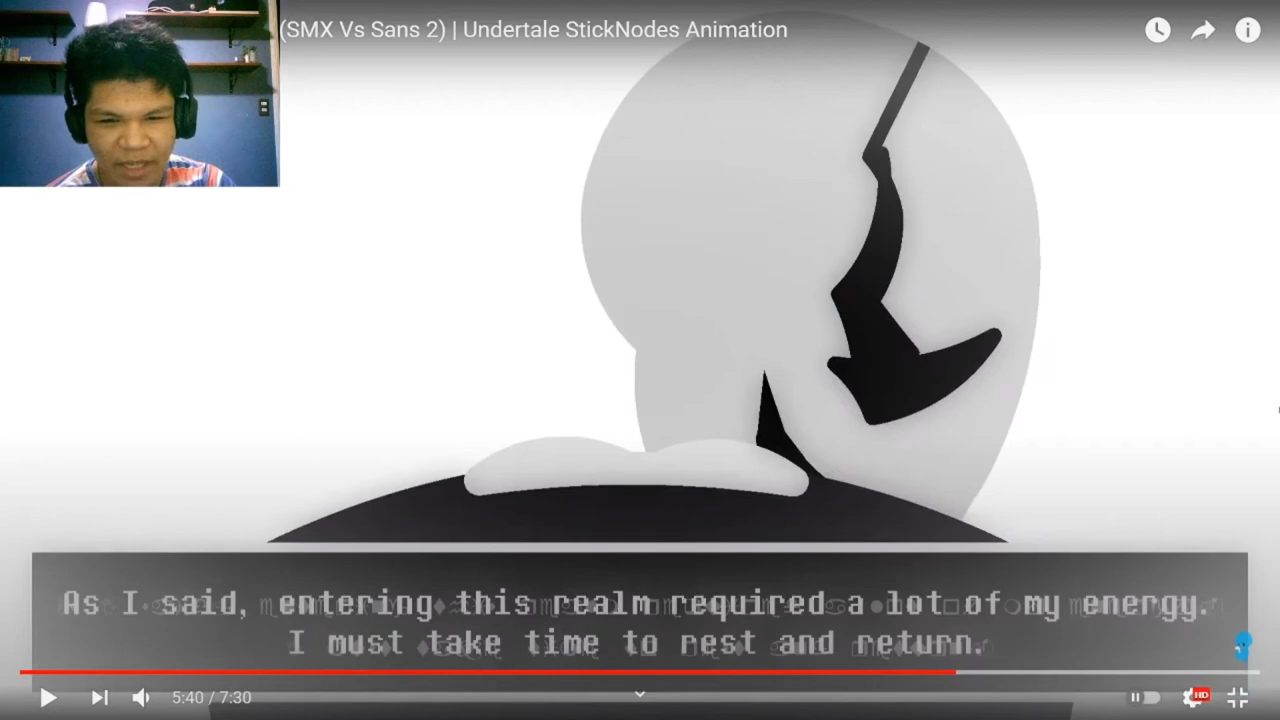 (SMX Vs Sans 2) | Undertale StickNodes Animation
As I said, entering this realm required a lot of my energy.
I must take time to rest and return.
5:40 / 7:30
HD